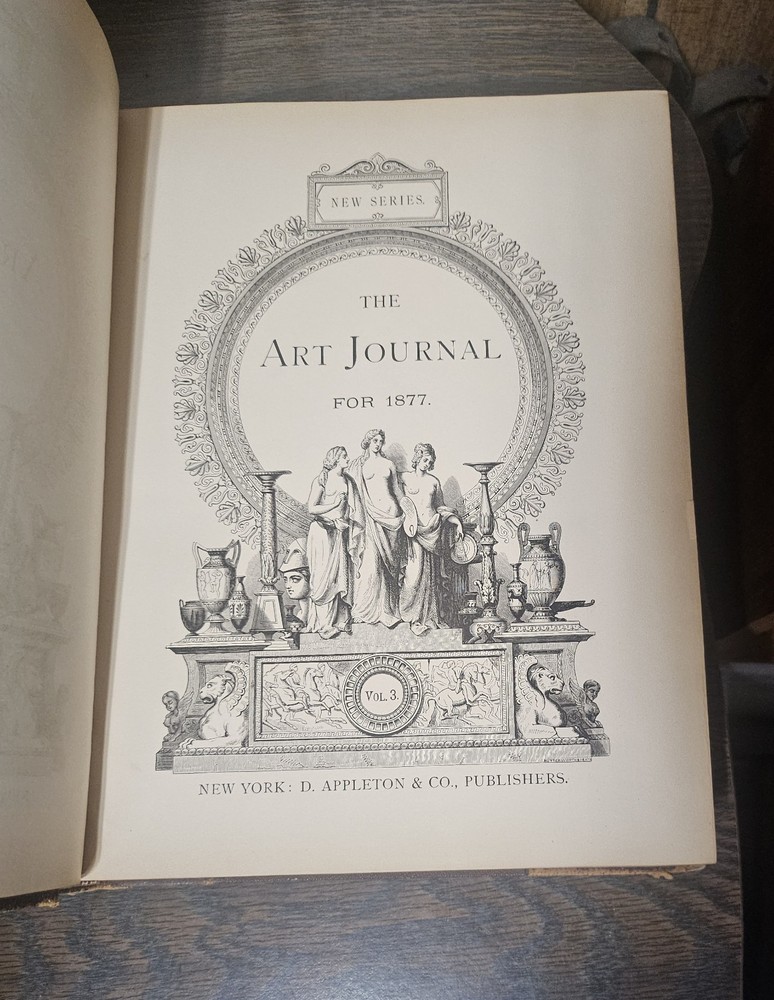 NEW SERIES.
THE
ART JOURNAL
FOR 1877.
VOL. 3.
NEW YORK: D. APPLETON & CO., PUBLISHERS.